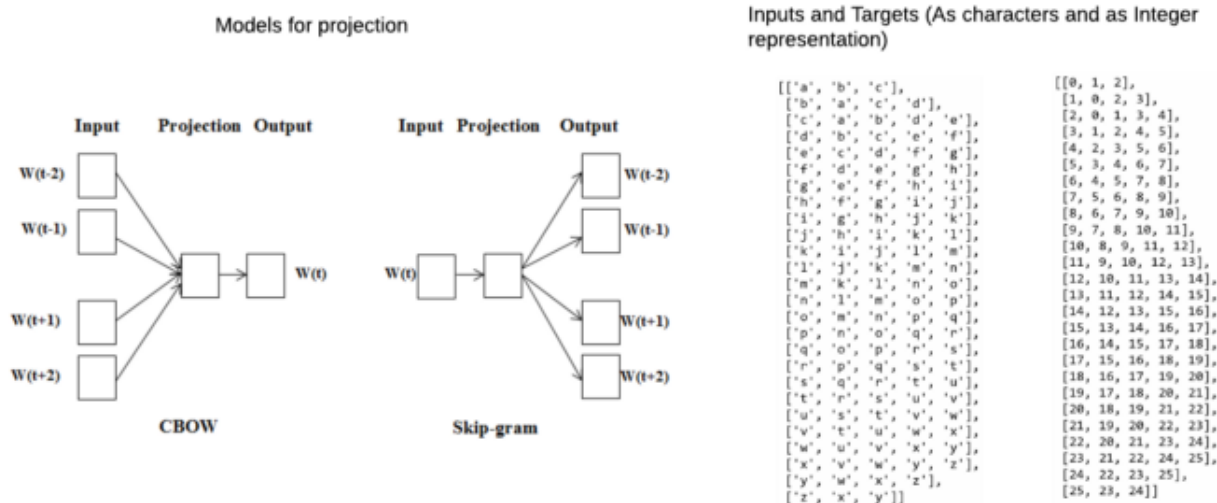 Models for projection
Input Projection Output
W(t-2)
W(t-1)
W(t)
W(t+1)
W(t+2)
CBOW
Input Projection Output
W(t-2)
W(t-1)
W(t)
W(t+1)
W(t+2)
Skip-gram
Inputs and Targets (As characters and as Integer
representation)
[['a', 'b', 'c'],
['b', 'a', 'c', 'd'],
['c', 'a', 'b', 'd', 'e'],
['d', 'b', 'c', 'e', 'f'],
['e', 'c', 'd', 'f', 'g'],
['f', 'd', 'e', 'g', 'h'],
['g', 'e', 'f', 'h', 'i'],
['h', 'f', 'g', 'i', 'j'],
['i', 'g', 'h', 'j', 'k'],
['j', 'h', 'i', 'k', 'l'],
['k', 'i', 'j', 'l', 'm'],
['l', 'j', 'k', 'm', 'n'],
['m', 'k', 'l', 'n', 'o'],
['n', 'l', 'm', 'o', 'p'],
['o', 'm', 'n', 'p', 'q'],
['p', 'n', 'o', 'q', 'r'],
['q', 'o', 'p', 'r', 's'],
['r', 'p', 'q', 's', 't'],
['s', 'q', 'r', 't', 'u'],
['t', 'r', 's', 'u', 'v'],
['u', 's', 't', 'v', 'w'],
['v', 't', 'u', 'w', 'x'],
['w', 'u', 'v', 'x', 'y'],
['x', 'v', 'w', 'y', 'z'],
['y', 'w', 'x', 'z'],
['z', 'x', 'y']]
[[0, 1, 2],
[1, 0, 2, 3],
[2, 0, 1, 3, 4],
[3, 1, 2, 4, 5],
[4, 2, 3, 5, 6],
[5, 3, 4, 6, 7],
[6, 4, 5, 7, 8],
[7, 5, 6, 8, 9],
[8, 6, 7, 9, 10],
[9, 7, 8, 10, 11],
[10, 8, 9, 11, 12],
[11, 9, 10, 12, 13],
[12, 10, 11, 13, 14],
[13, 11, 12, 14, 15],
[14, 12, 13, 15, 16],
[15, 13, 14, 16, 17],
[16, 14, 15, 17, 18],
[17, 15, 16, 18, 19],
[18, 16, 17, 19, 20],
[19, 17, 18, 20, 21],
[20, 18, 19, 21, 22],
[21, 19, 20, 22, 23],
[22, 20, 21, 23, 24],
[23, 21, 22, 24, 25],
[24, 22, 23, 25],
[25, 23, 24]]